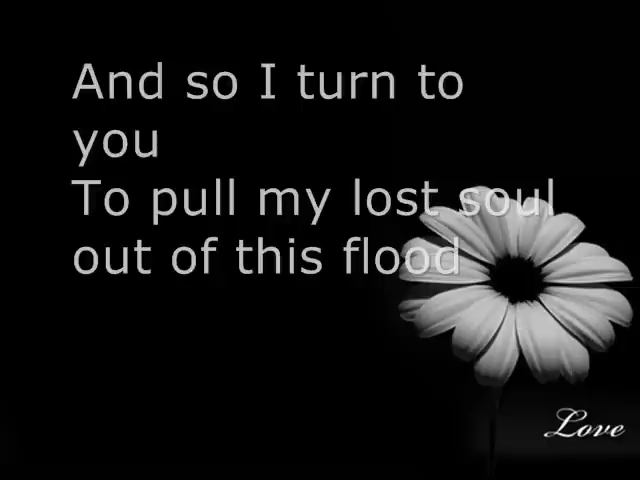 And so I turn to
you
To pull my lost soul
out of this flood
Love